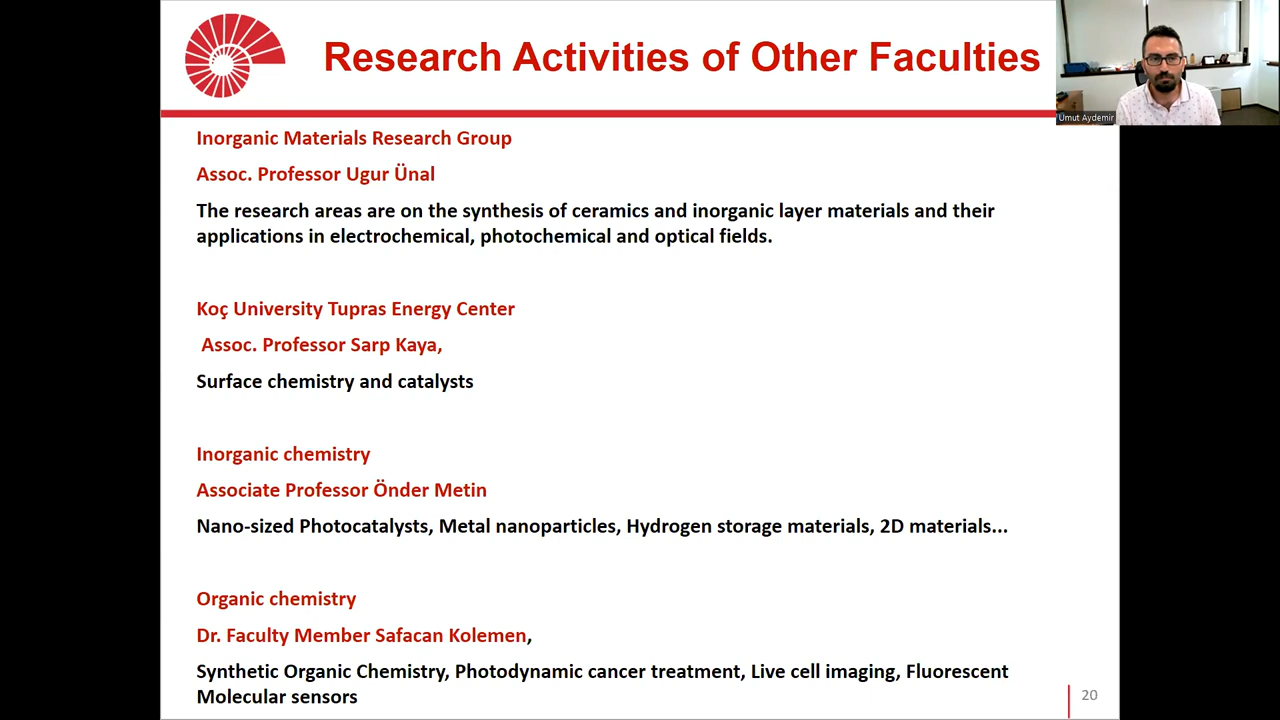 Research Activities of Other Faculties
Umut Aydemir
Inorganic Materials Research Group
Assoc. Professor Ugur Ünal
The research areas are on the synthesis of ceramics and inorganic layer materials and their
applications in electrochemical, photochemical and optical fields.
Koç University Tupras Energy Center
Assoc. Professor Sarp Kaya,
Surface chemistry and catalysts
Inorganic chemistry
Associate Professor Önder Metin
Nano-sized Photocatalysts, Metal nanoparticles, Hydrogen storage materials, 2D materials...
Organic chemistry
Dr. Faculty Member Safacan Kolemen,
Synthetic Organic Chemistry, Photodynamic cancer treatment, Live cell imaging, Fluorescent
Molecular sensors
20